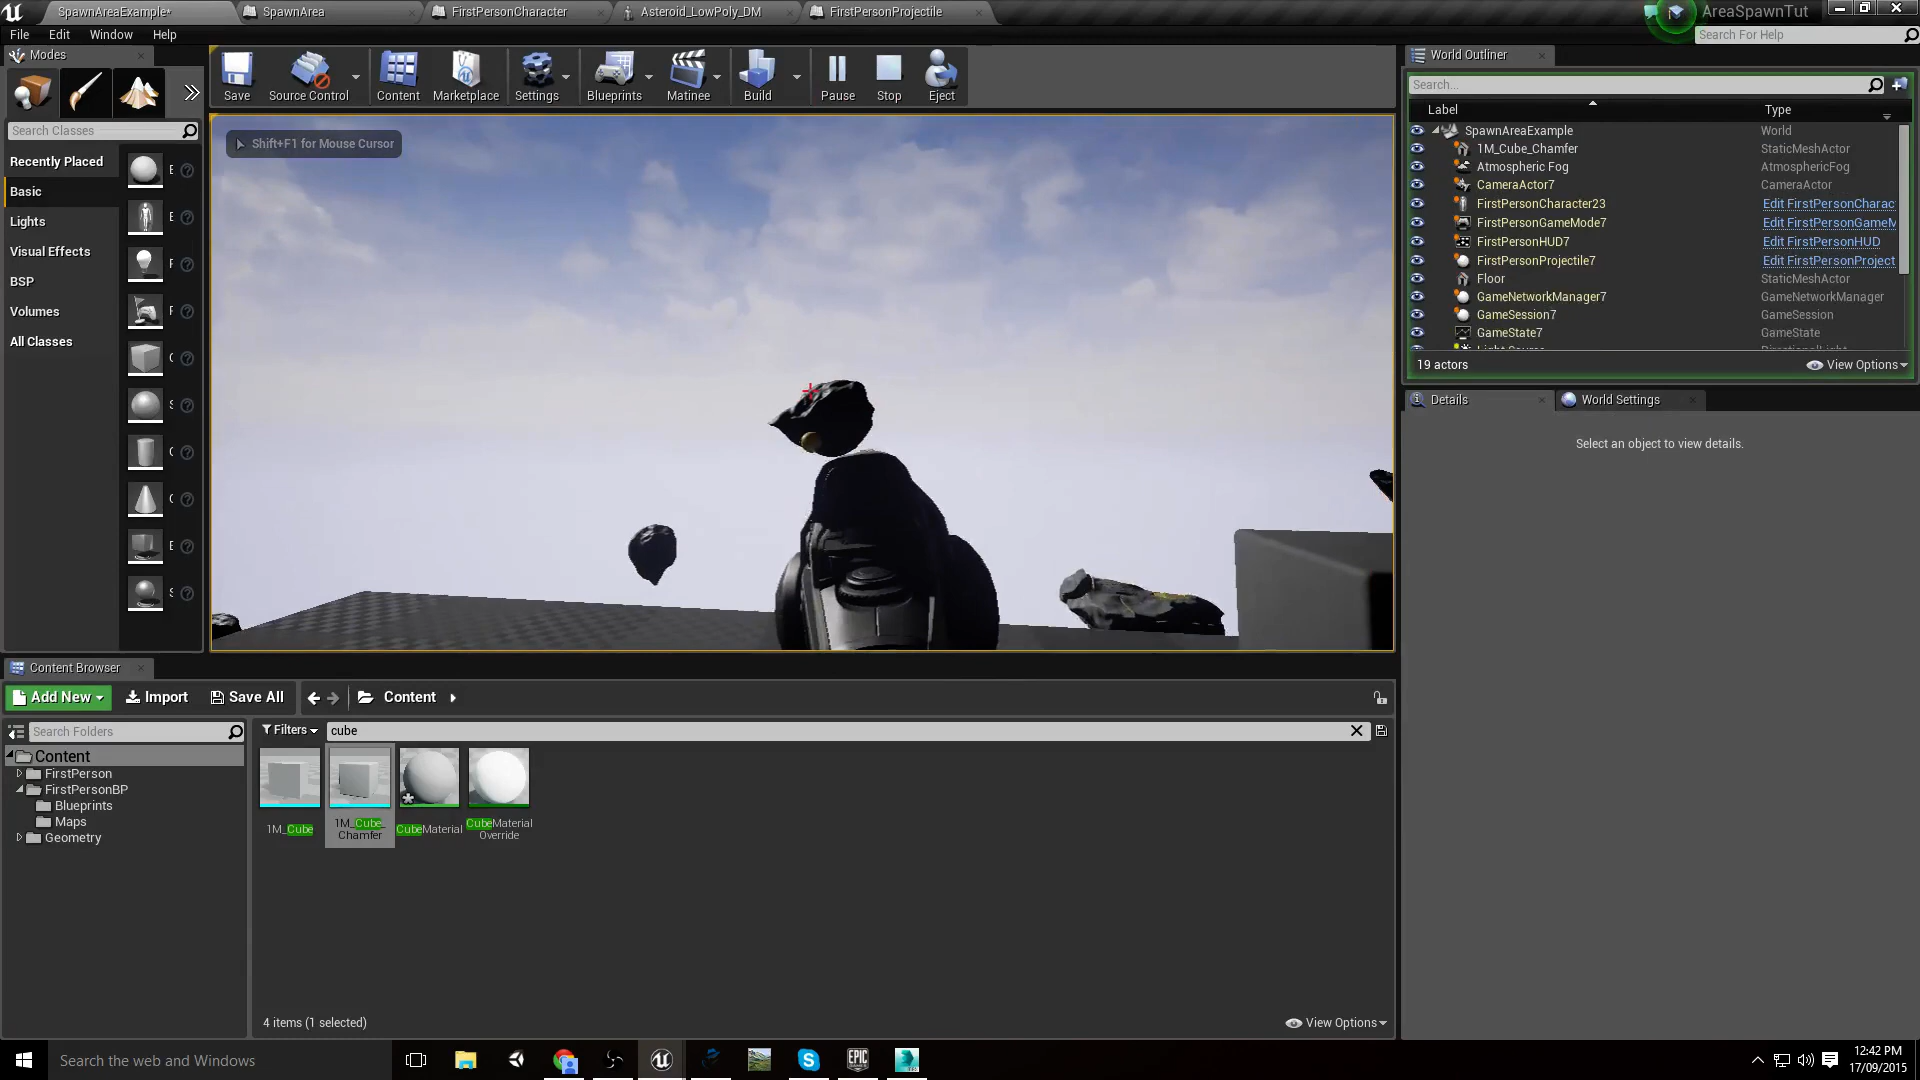 SpawnAreaExample*
SpawnArea
FirstPersonCharacter
Asteroid_LowPoly_DM
FirstPersonProjectile
AreaSpawnTut
File
Edit
Window
Help
Search For Help
Modes
Save
Source Control
Content
Marketplace
Settings
Blueprints
Matinee
Build
Pause
Stop
Eject
World Outliner
Search...
Label
Type
Search Classes
Recently Placed
Basic
Lights
Visual Effects
BSP
Volumes
All Classes
Shift+F1 for Mouse Cursor
SpawnAreaExample World
1M_Cube_Chamfer StaticMeshActor
Atmospheric Fog AtmosphericFog
CameraActor7 CameraActor
FirstPersonCharacter23 Edit FirstPersonCharac
FirstPersonGameMode7 Edit FirstPersonGameM
FirstPersonHUD7 Edit FirstPersonHUD
FirstPersonProjectile7 Edit FirstPersonProject
Floor StaticMeshActor
GameNetworkManager7 GameNetworkManager
GameSession7 GameSession
GameState7 GameState
19 actors
View Options
Details
World Settings
Select an object to view details.
Content Browser
Add New
Import
Save All
Content
Search Folders
Filters
cube
Content
FirstPerson
FirstPersonBP
Blueprints
Maps
Geometry
1M_Cube
1M_Cube_
Chamfer
CubeMaterial
CubeMaterial
Override
4 items (1 selected)
View Options
Search the web and Windows
EPIC
GAMES
12:42 PM
17/09/2015